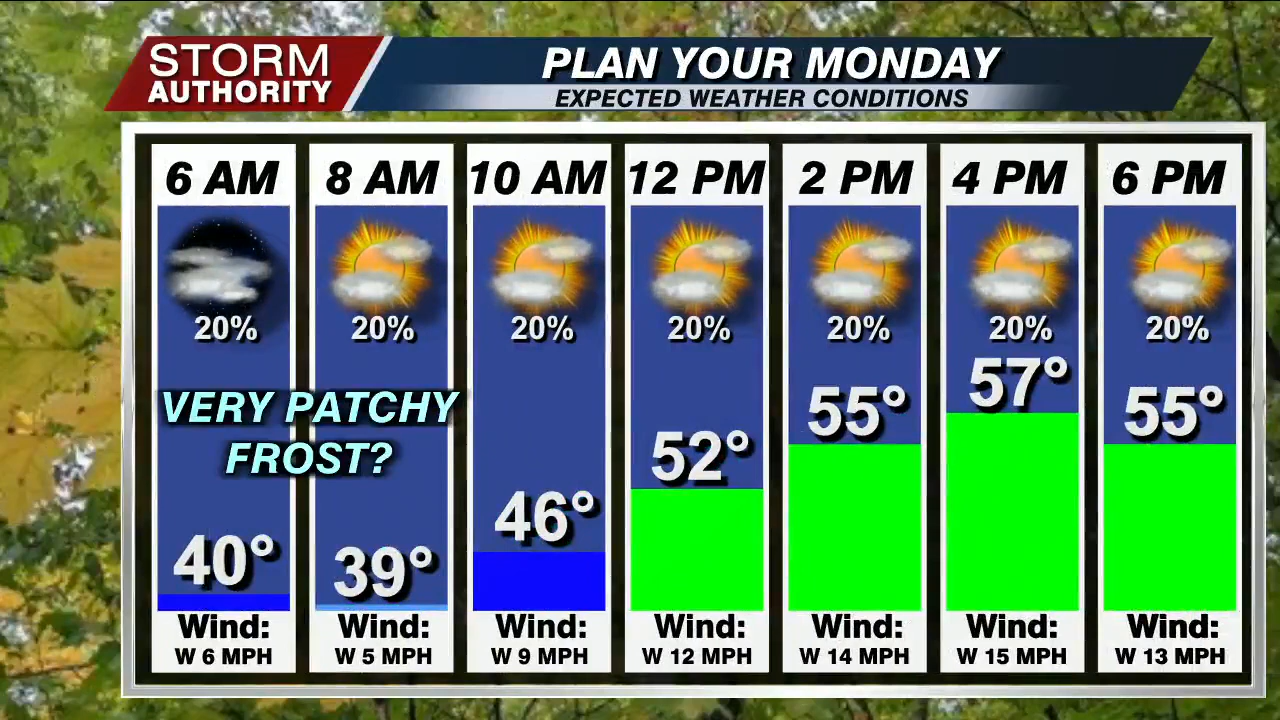 STORM
AUTHORITY
PLAN YOUR MONDAY
EXPECTED WEATHER CONDITIONS
6 AM 8 AM 10 AM 12 PM 2 PM 4 PM 6 PM
20% 20% 20% 20% 20% 20% 20%
VERY PATCHY
FROST?
40° 39° 46° 52° 55° 57° 55°
Wind: Wind: Wind: Wind: Wind: Wind: Wind:
W 6 MPH W 5 MPH W 9 MPH W 12 MPH W 14 MPH W 15 MPH W 13 MPH